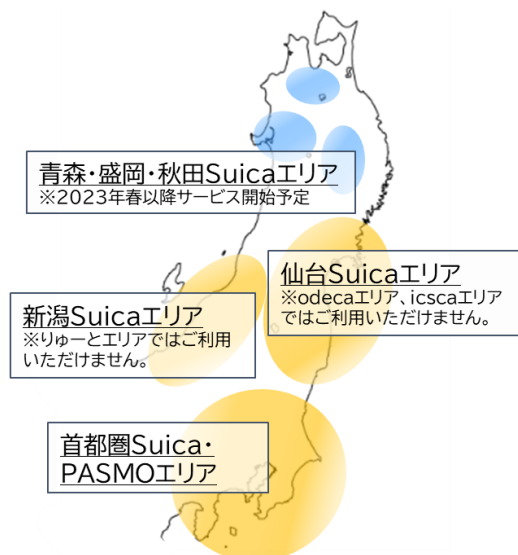 青森・盛岡・秋田Suicaエリア
※2023年春以降サービス開始予定
仙台Suicaエリア
※odecaエリア、icscaエリア
ではご利用いただけません。
新潟Suicaエリア
※りゅーとエリアではご利用
いただけません。
首都圏Suica・
PASMOエリア